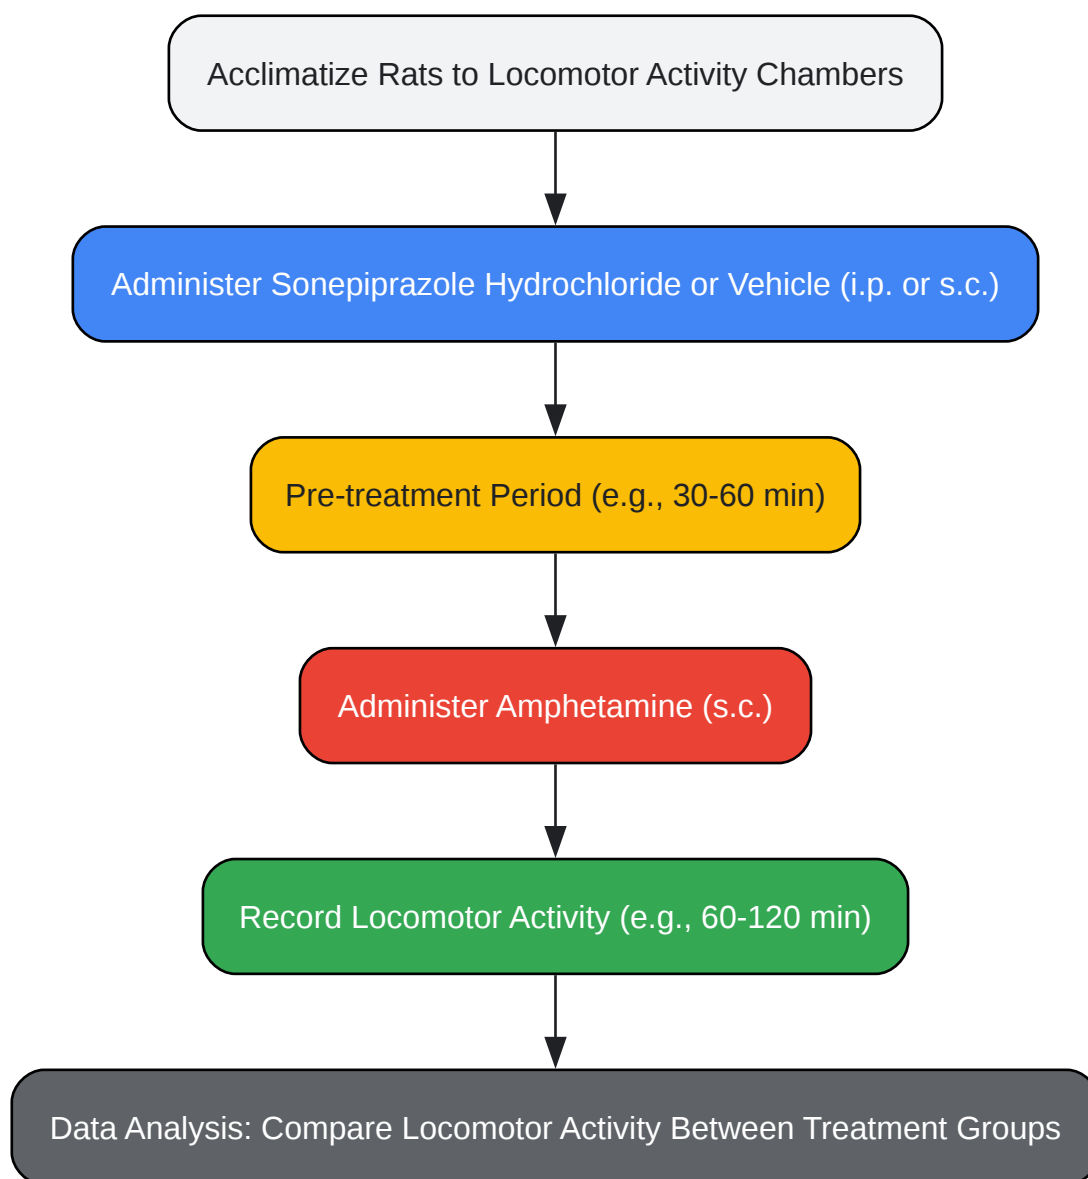 Acclimatize Rats to Locomotor Activity Chambers
Administer Sonepiprazole Hydrochloride or Vehicle (i.p. or s.c.)
Pre-treatment Period (e.g., 30-60 min)
Administer Amphetamine (s.c.)
Record Locomotor Activity (e.g., 60-120 min)
Data Analysis: Compare Locomotor Activity Between Treatment Groups